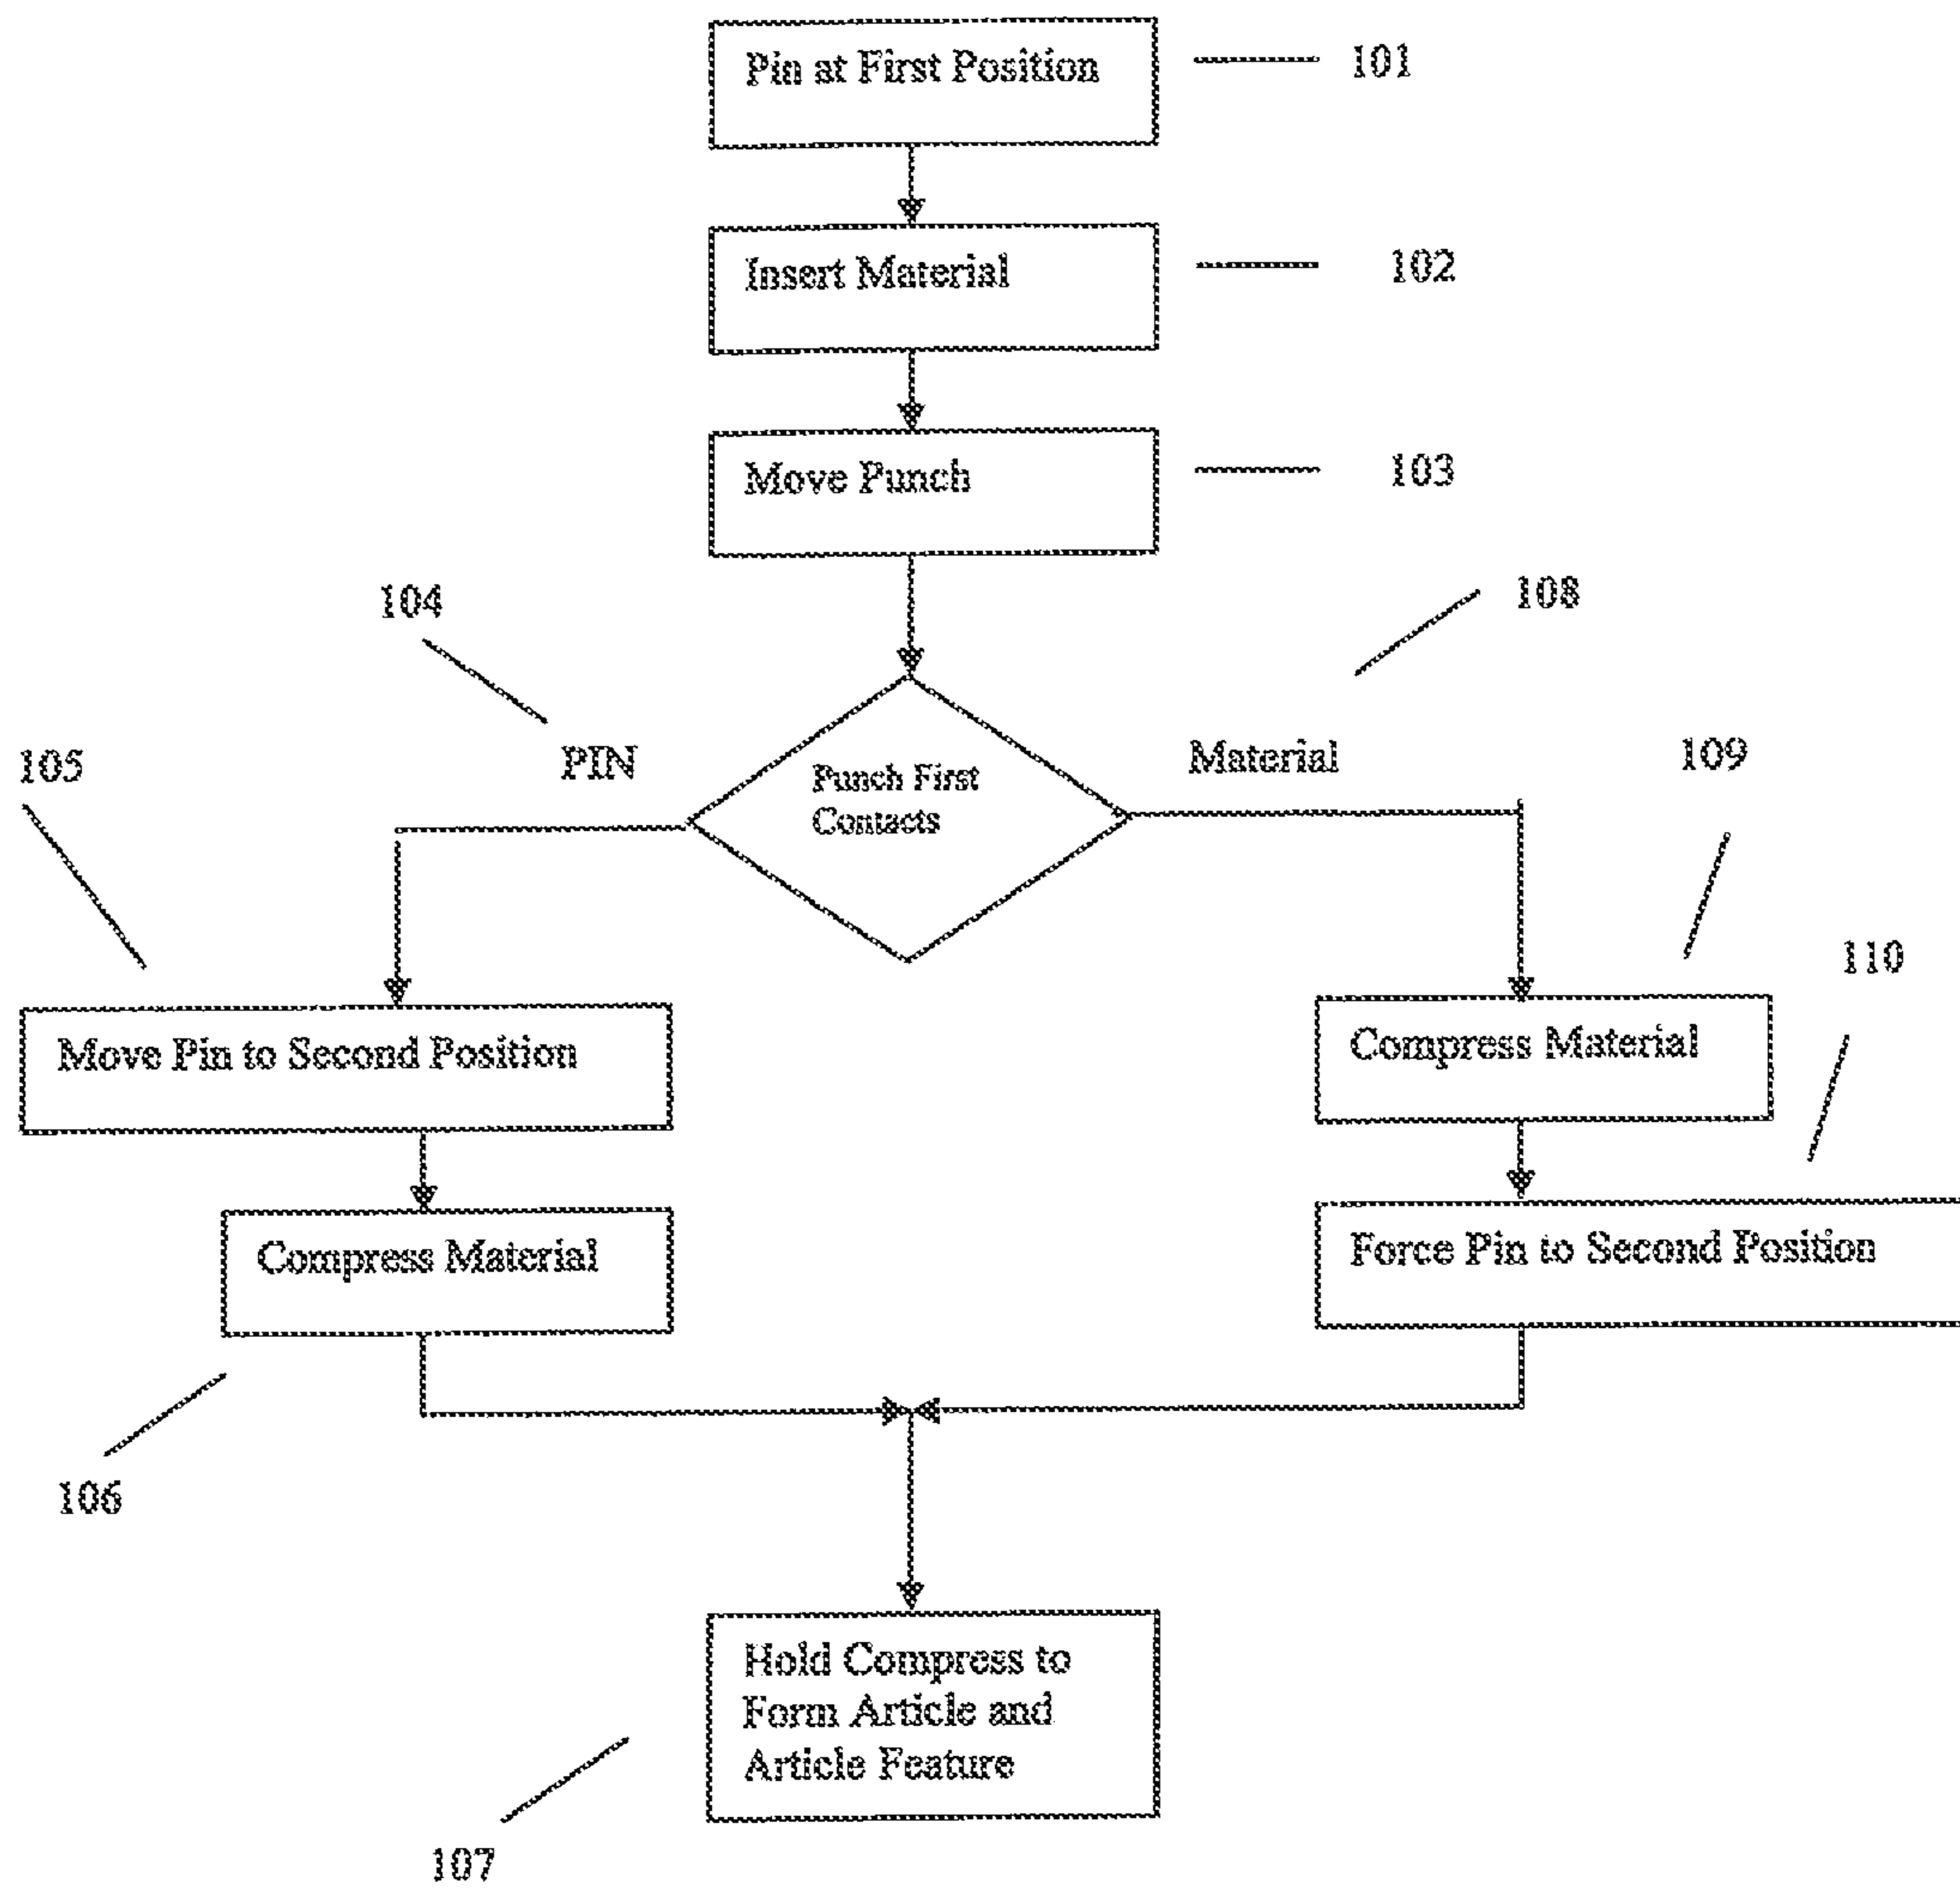 Pin at First Position
101
Insert Material
102
Move Punch
103
104
108
PIN
Punch First
Contacts
Material
105
109
110
Move Pin to Second Position
Compress Material
Compress Material
Force Pin to Second Position
106
Hold Compress to
Form Article and
Article Feature
107